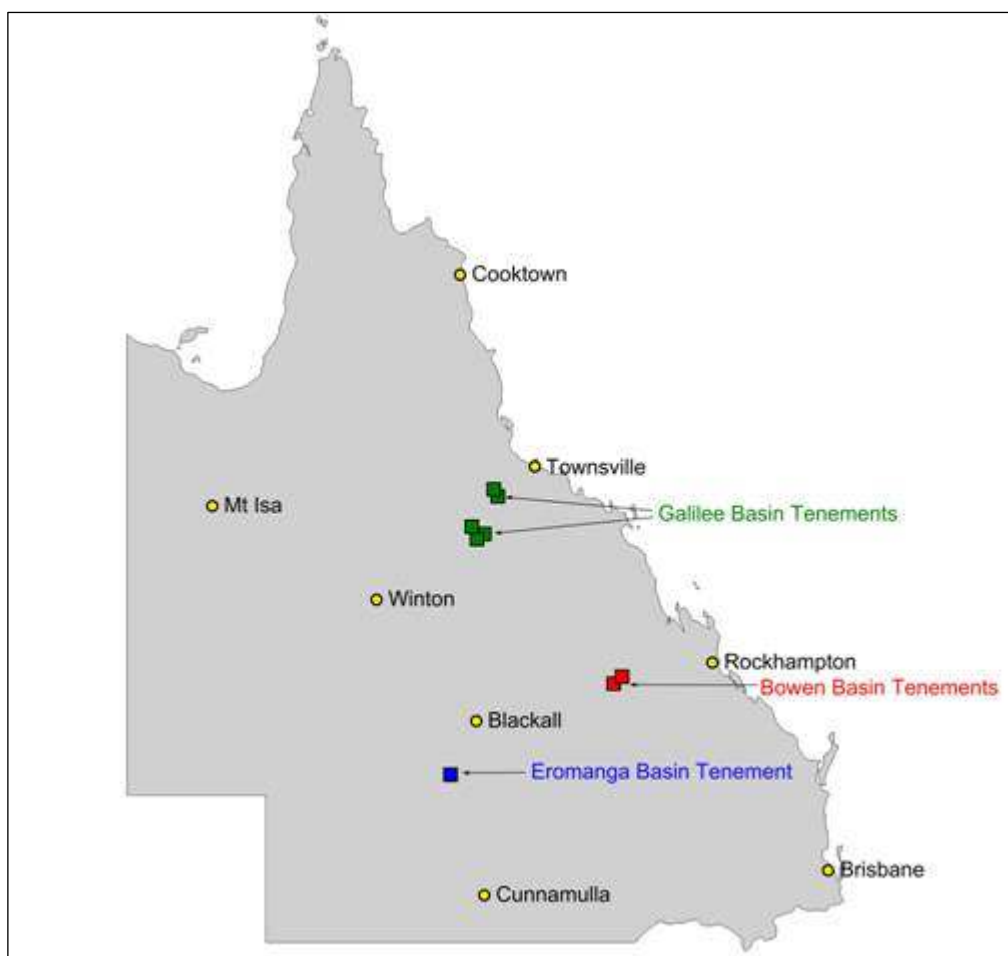 Cooktown
Townsville
Mt Isa
Galilee Basin Tenements
Winton
Rockhampton
Bowen Basin Tenements
Blackall
Eromanga Basin Tenement
Brisbane
Cunnamulla